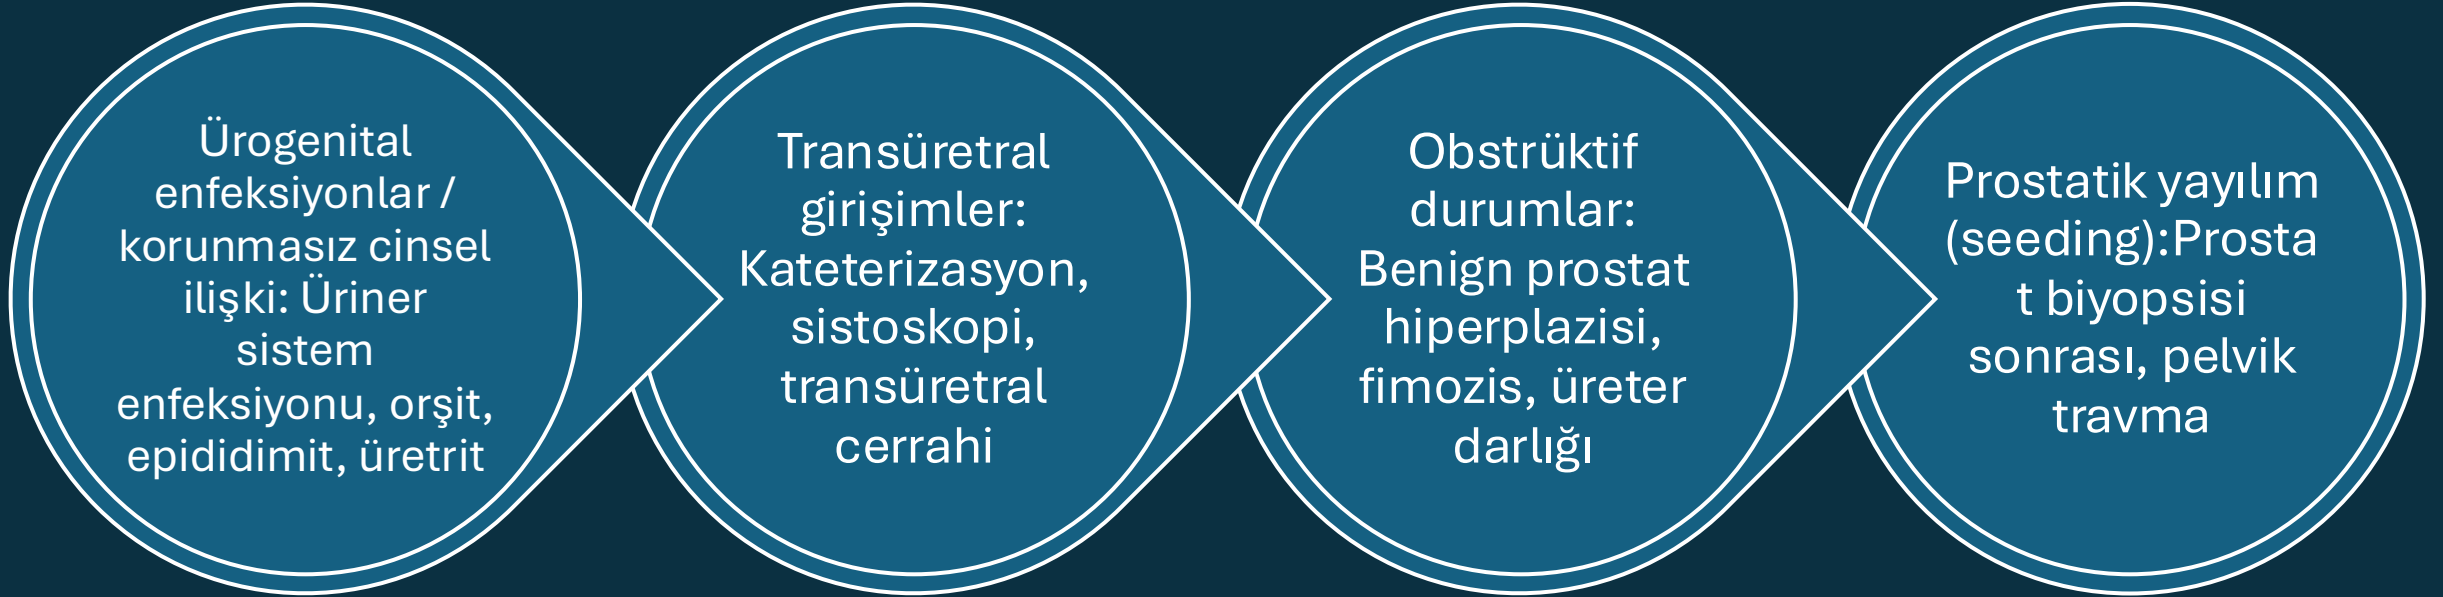 Ürogenital
enfeksiyonlar /
korunmasız cinsel
ilişki: Üriner
sistem
enfeksiyonu, orşit,
epididimit, üretrit
Transüretral
girişimler:
Kateterizasyon,
sistoskopi,
transüretral
cerrahi
Obstrüktif
durumlar:
Benign prostat
hiperplazisi,
fimozis, üreter
darlığı
Prostatik yayılım
(seeding):Prosta
t biyopsisi
sonrası, pelvik
travma